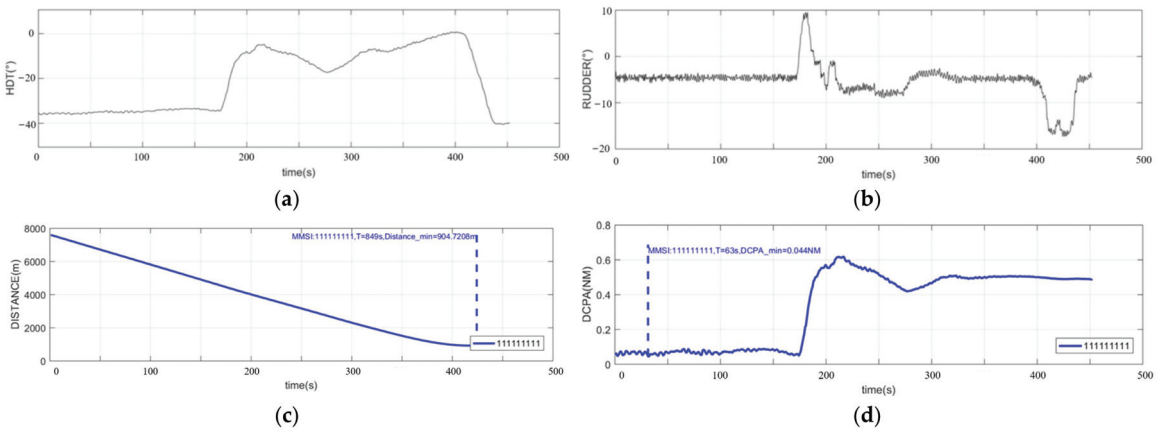 0
−20
−40
HDT(°)
0 100 200 300 400 500
time(s)
(a)
10
0
−10
−20
RUDDER(°)
0 100 200 300 400 500
time(s)
(b)
8000
6000
4000
2000
0
DISTANCE(m)
MMSI:111111111,T=849s,Distance_min=904.7208m
111111111
0 100 200 300 400 500
time(s)
(c)
0.8
0.6
0.4
0.2
0
DCPA(NM)
MMSI:111111111,T=63s,DCPA_min=0.044NM
111111111
0 100 200 300 400 500
time(s)
(d)